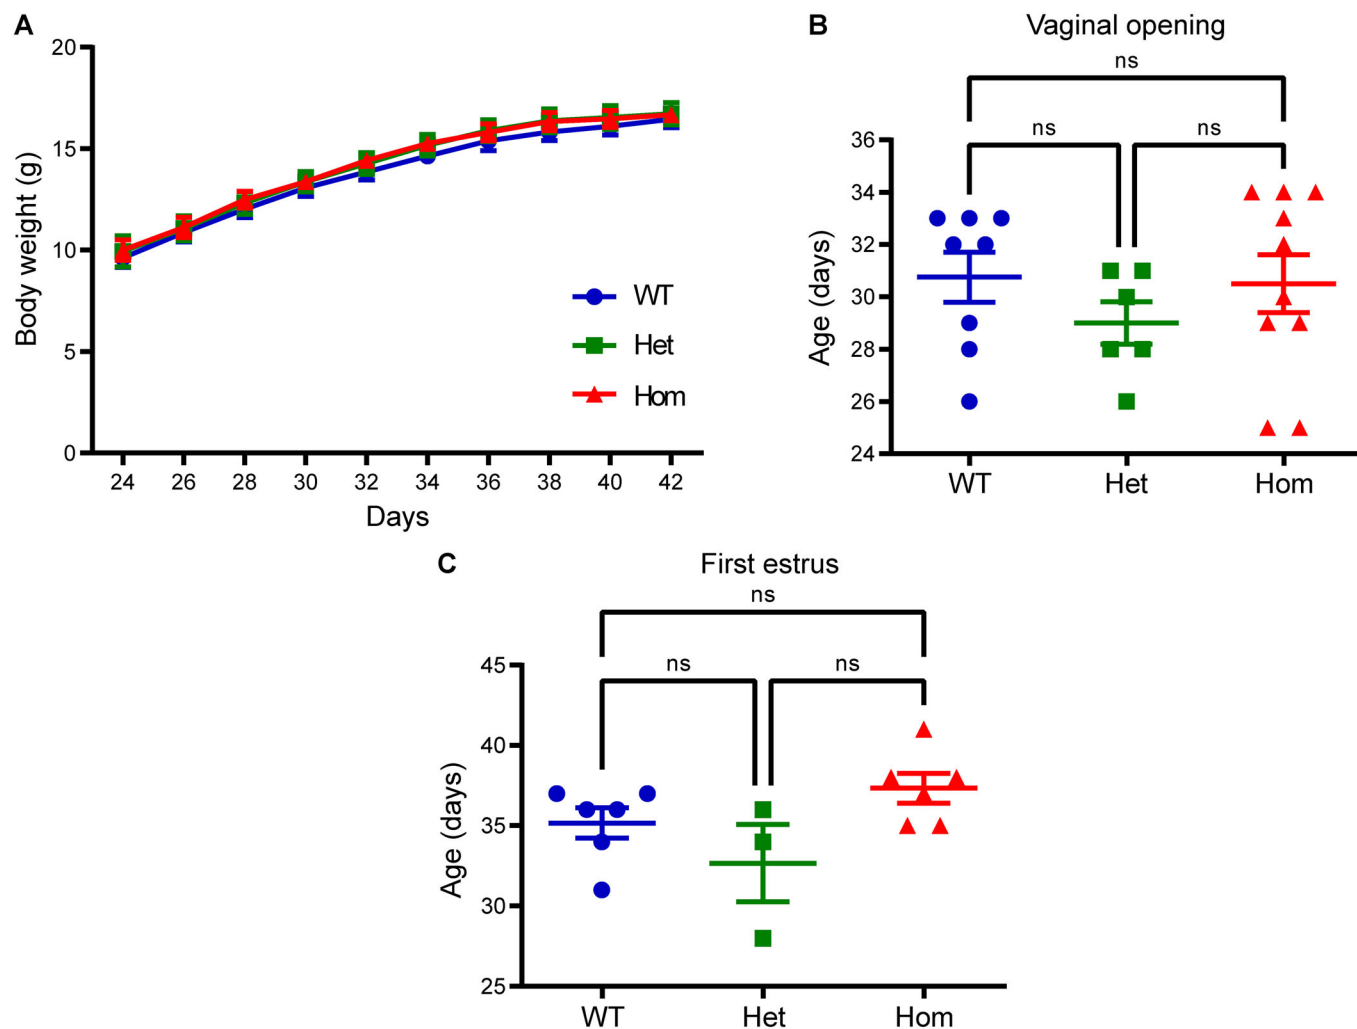 A
20
15
10
5
0
Body weight (g)
WT
Het
Hom
24 26 28 30 32 34 36 38 40 42
Days
B
Vaginal opening
ns
ns ns
36
34
32
30
28
26
24
Age (days)
WT Het Hom
C
First estrus
ns
ns ns
45
40
35
30
25
Age (days)
WT Het Hom